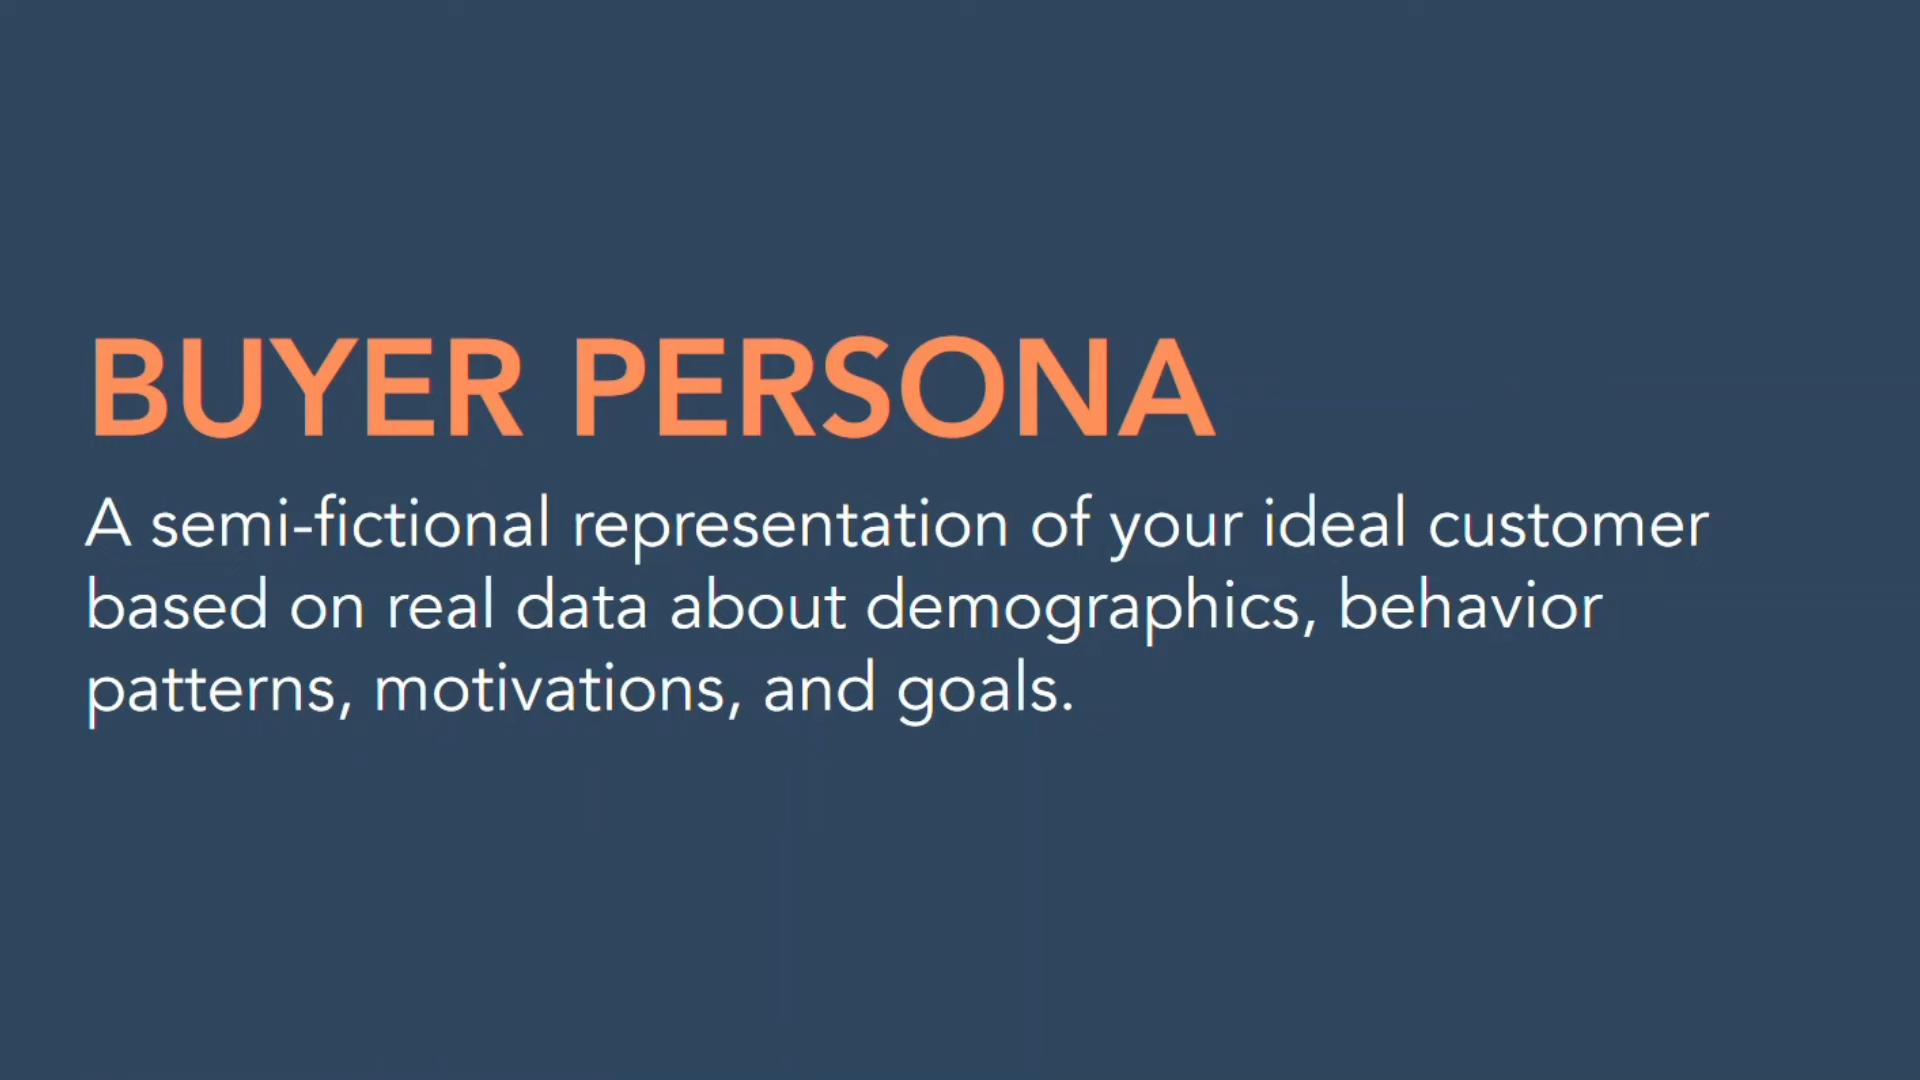 BUYER PERSONA
A semi-fictional representation of your ideal customer
based on real data about demographics, behavior
patterns, motivations, and goals.